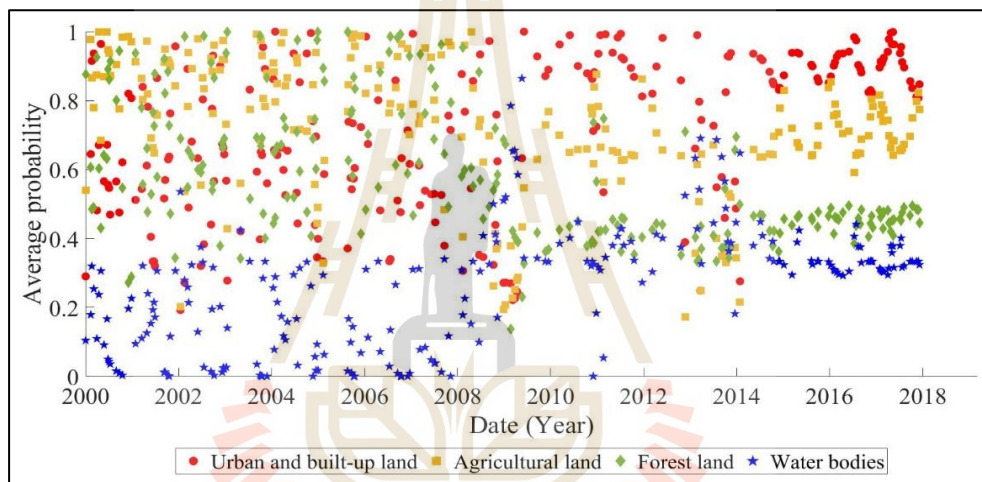 1
0.8
0.6
0.4
0.2
0
Average probability
2000 2002 2004 2006 2008 2010 2012 2014 2016 2018
Date (Year)
Urban and built-up land Agricultural land Forest land Water bodies